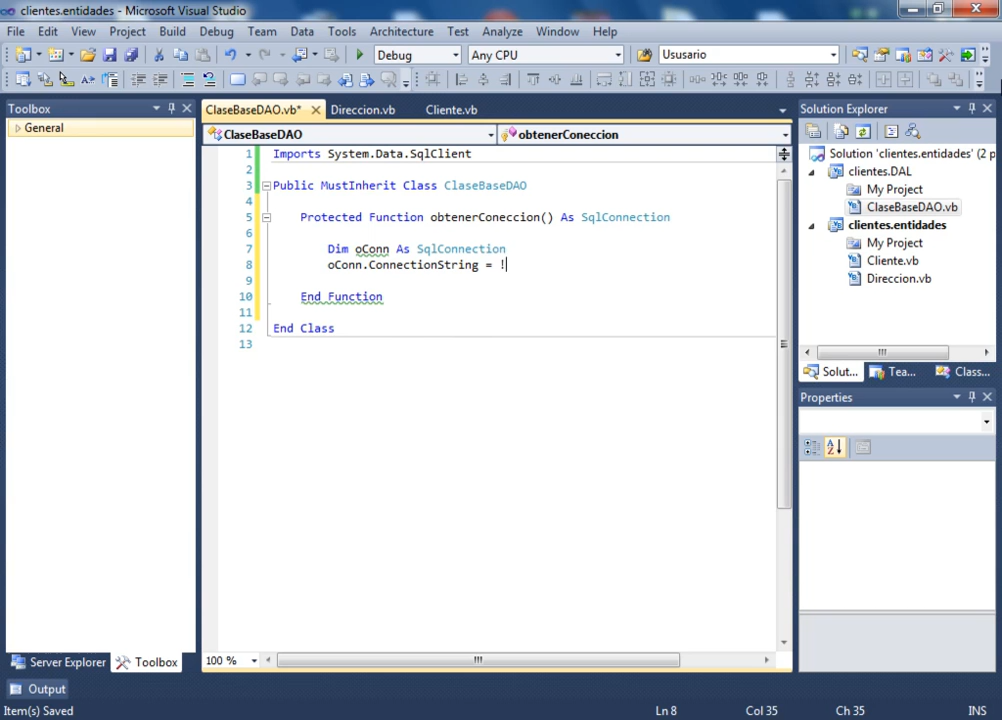 clientes.entidades - Microsoft Visual Studio
File Edit View Project Build Debug Team Data Tools Architecture Test Analyze Window Help
Debug Any CPU Ususario
Toolbox
General
ClaseBaseDAO.vb* Direccion.vb Cliente.vb
ClaseBaseDAO obtenerConeccion
1 Imports System.Data.SqlClient
2
3 Public MustInherit Class ClaseBaseDAO
4
5 Protected Function obtenerConeccion() As SqlConnection
6
7 Dim oConn As SqlConnection
8 oConn.ConnectionString = !
9
10 End Function
11
12 End Class
13
100 %
Solution Explorer
Solution 'clientes.entidades' (2 p
clientes.DAL
My Project
ClaseBaseDAO.vb
clientes.entidades
My Project
Cliente.vb
Direccion.vb
Solut... Tea... Class...
Properties
Server Explorer Toolbox
Output
Item(s) Saved Ln 8 Col 35 Ch 35 INS